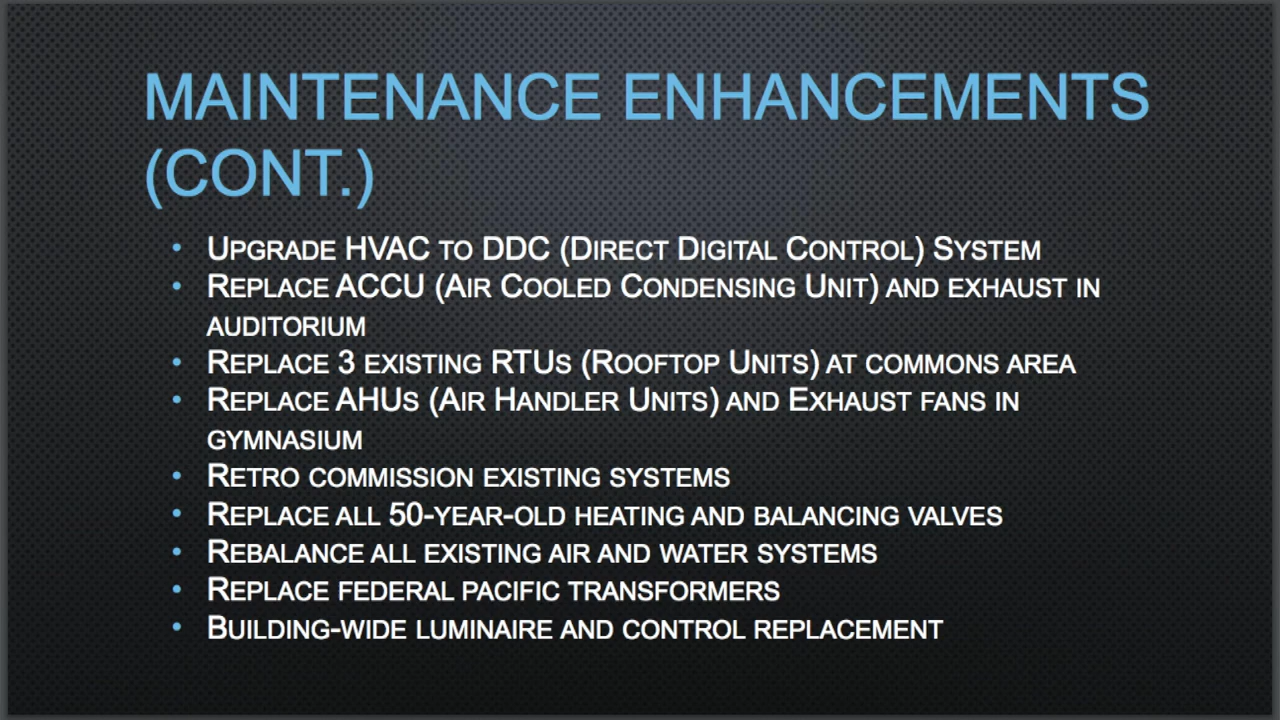 MAINTENANCE ENHANCEMENTS
(CONT.)
• UPGRADE HVAC TO DDC (DIRECT DIGITAL CONTROL) SYSTEM
• REPLACE ACCU (AIR COOLED CONDENSING UNIT) AND EXHAUST IN
AUDITORIUM
• REPLACE 3 EXISTING RTUS (ROOFTOP UNITS) AT COMMONS AREA
• REPLACE AHUS (AIR HANDLER UNITS) AND EXHAUST FANS IN
GYMNASIUM
• RETRO COMMISSION EXISTING SYSTEMS
• REPLACE ALL 50-YEAR-OLD HEATING AND BALANCING VALVES
• REBALANCE ALL EXISTING AIR AND WATER SYSTEMS
• REPLACE FEDERAL PACIFIC TRANSFORMERS
• BUILDING-WIDE LUMINAIRE AND CONTROL REPLACEMENT